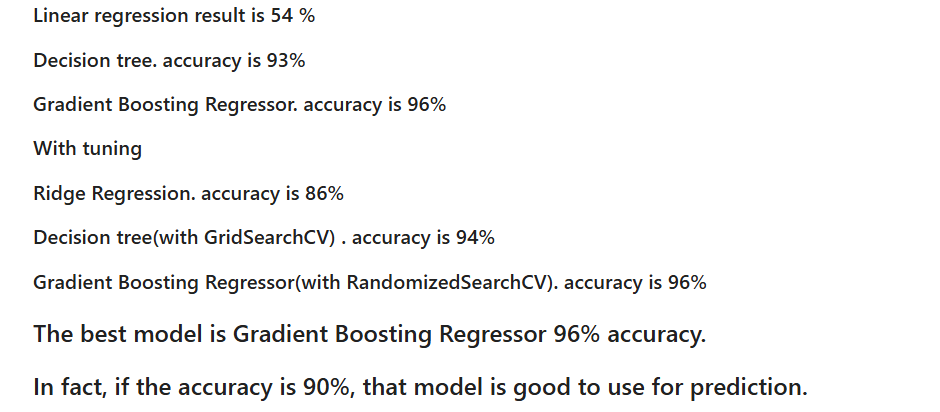 Linear regression result is 54 %
Decision tree. accuracy is 93%
Gradient Boosting Regressor. accuracy is 96%
With tuning
Ridge Regression. accuracy is 86%
Decision tree(with GridSearchCV) . accuracy is 94%
Gradient Boosting Regressor(with RandomizedSearchCV). accuracy is 96%
The best model is Gradient Boosting Regressor 96% accuracy.
In fact, if the accuracy is 90%, that model is good to use for prediction.